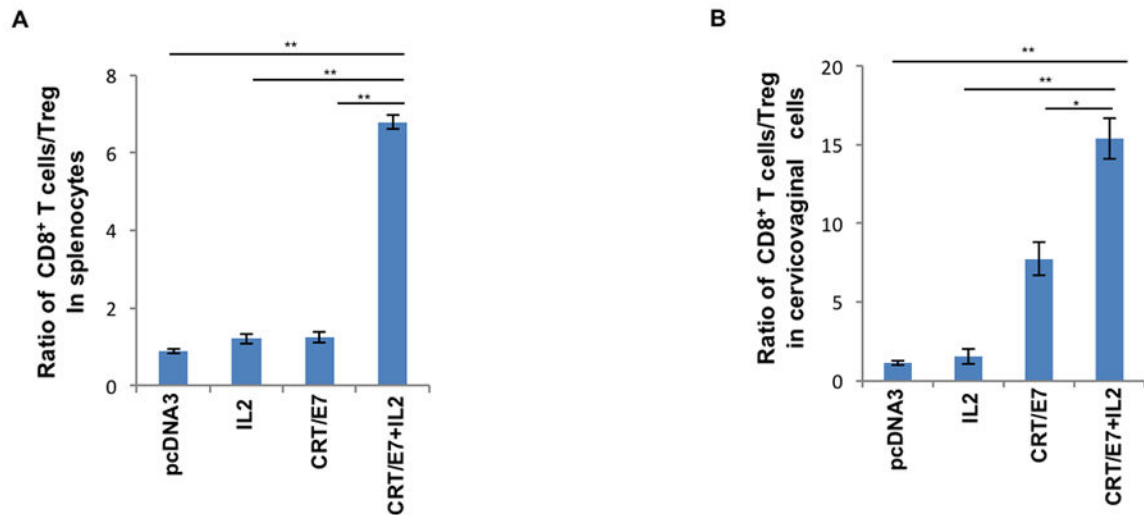 A
**
**
**
8
6
4
2
0
Ratio of CD8⁺ T cells/Treg
In splenocytes
pcDNA3
IL2
CRT/E7
CRT/E7+IL2
B
**
**
*
20
15
10
5
0
Ratio of CD8⁺ T cells/Treg
in cervicovaginal cells
pcDNA3
IL2
CRT/E7
CRT/E7+IL2